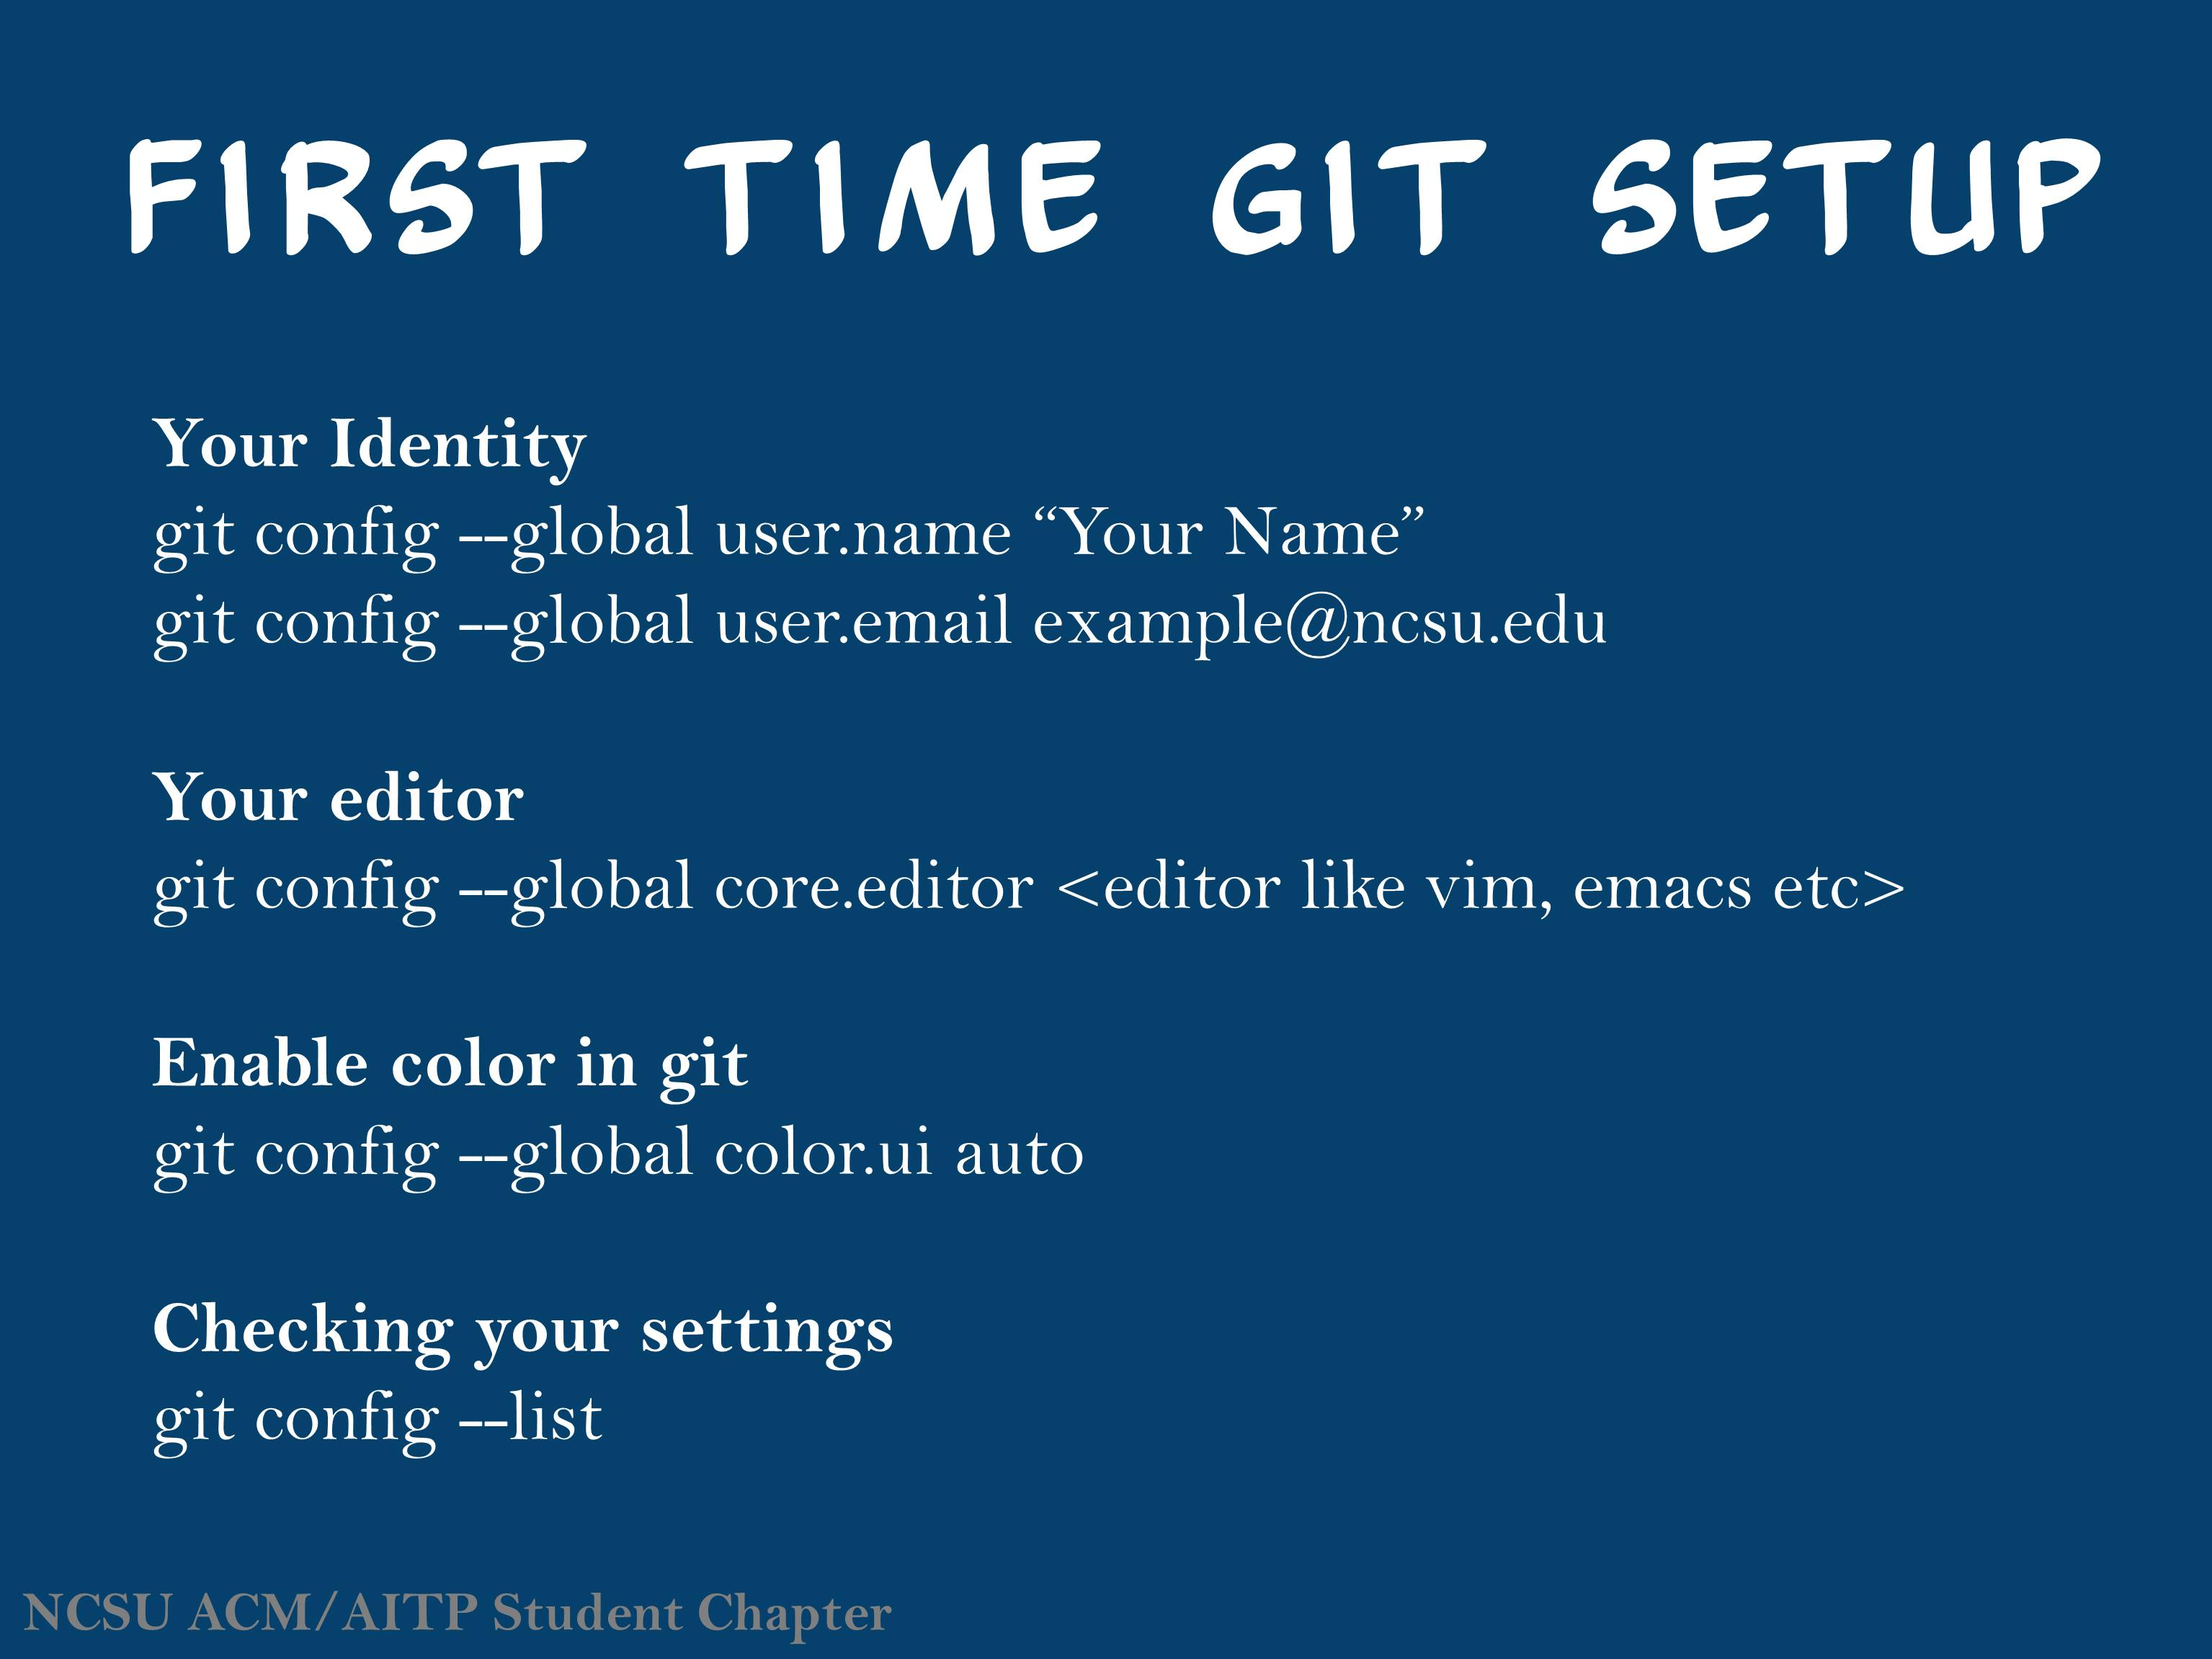 FIRST TIME GIT SETUP
Your Identity
git config --global user.name “Your Name”
git config --global user.email example@ncsu.edu
Your editor
git config --global core.editor <editor like vim, emacs etc>
Enable color in git
git config --global color.ui auto
Checking your settings
git config --list
NCSU ACM/AITP Student Chapter